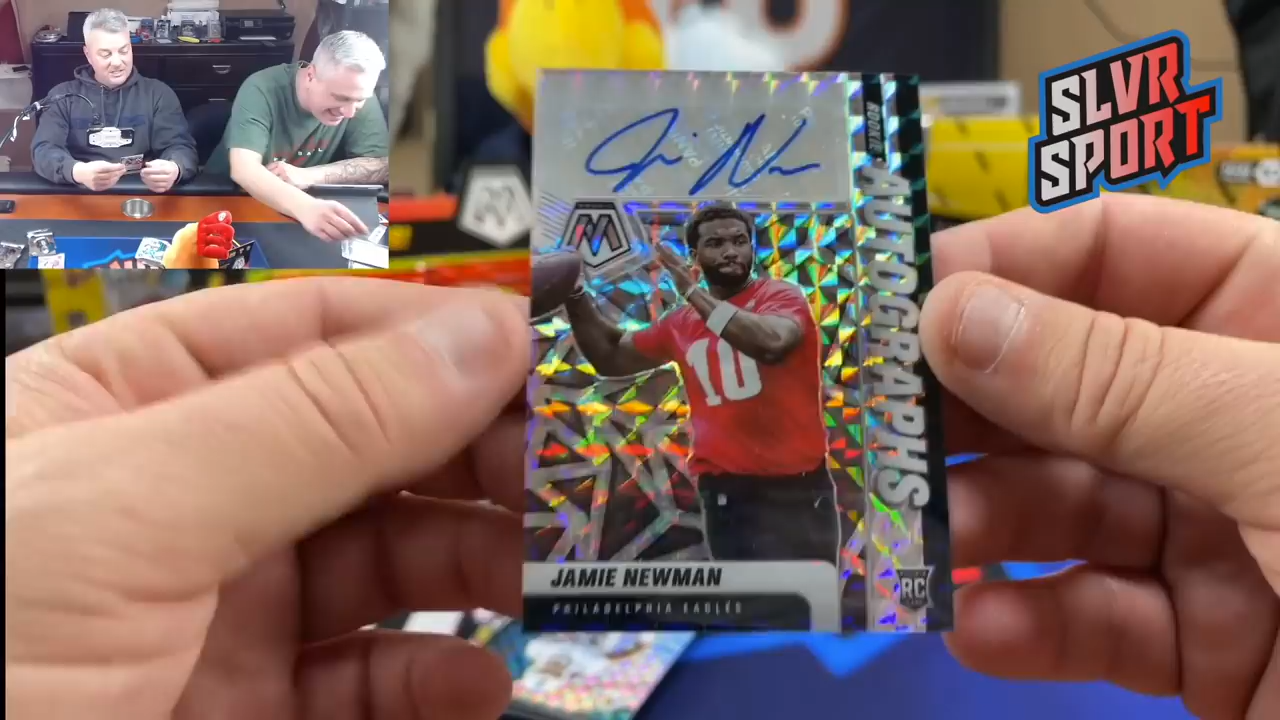 SLVR
SPORT
ROOKIE
AUTOGRAPHS
M
10
JAMIE NEWMAN
PHILADELPHIA EAGLES
RC